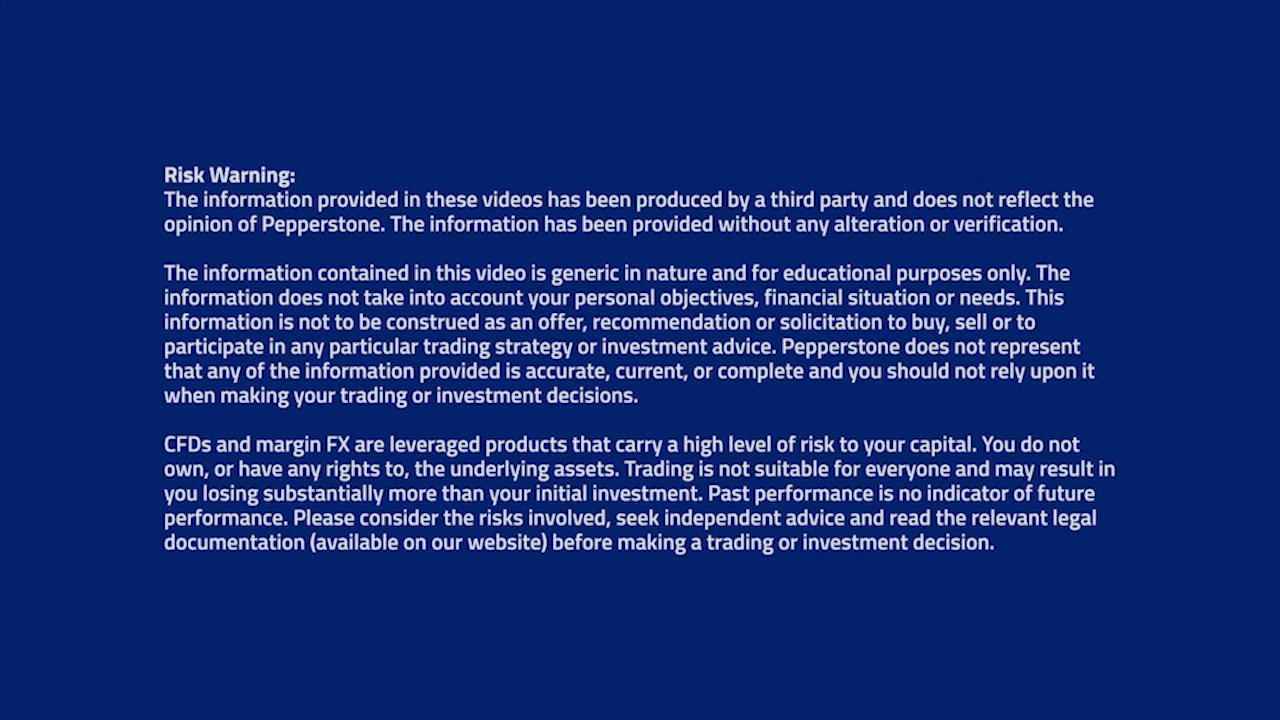 Risk Warning:
The information provided in these videos has been produced by a third party and does not reflect the
opinion of Pepperstone. The information has been provided without any alteration or verification.
The information contained in this video is generic in nature and for educational purposes only. The
information does not take into account your personal objectives, financial situation or needs. This
information is not to be construed as an offer, recommendation or solicitation to buy, sell or to
participate in any particular trading strategy or investment advice. Pepperstone does not represent
that any of the information provided is accurate, current, or complete and you should not rely upon it
when making your trading or investment decisions.
CFDs and margin FX are leveraged products that carry a high level of risk to your capital. You do not
own, or have any rights to, the underlying assets. Trading is not suitable for everyone and may result in
you losing substantially more than your initial investment. Past performance is no indicator of future
performance. Please consider the risks involved, seek independent advice and read the relevant legal
documentation (available on our website) before making a trading or investment decision.